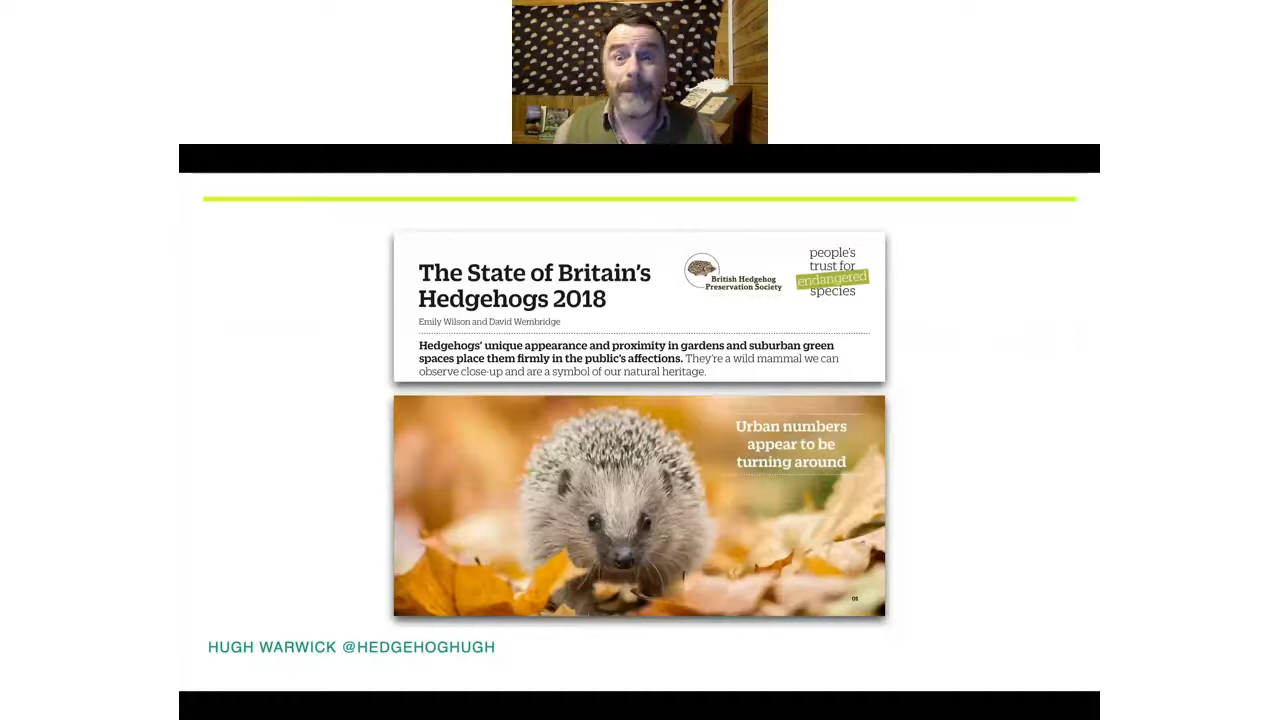 The State of Britain's
Hedgehogs 2018
Emily Wilson and David Wembridge
British Hedgehog
Preservation Society
people's
trust for
endangered
species
Hedgehogs' unique appearance and proximity in gardens and suburban green
spaces place them firmly in the public's affections. They're a wild mammal we can
observe close-up and are a symbol of our natural heritage.
Urban numbers
appear to be
turning around
05
HUGH WARWICK @HEDGEHOGHUGH